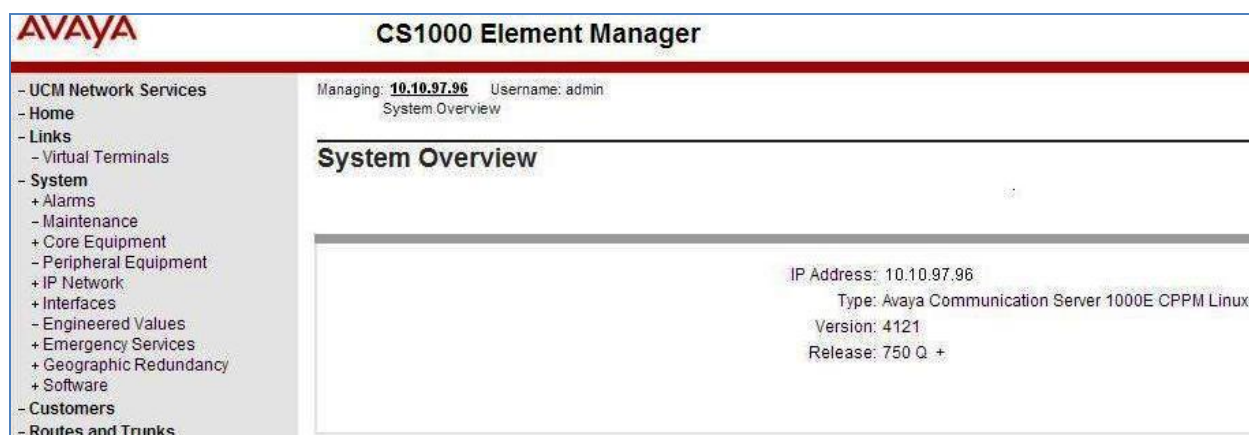 AVAYA
CS1000 Element Manager
- UCM Network Services
- Home
- Links
- Virtual Terminals
- System
+ Alarms
- Maintenance
+ Core Equipment
- Peripheral Equipment
+ IP Network
+ Interfaces
- Engineered Values
+ Emergency Services
+ Geographic Redundancy
+ Software
- Customers
- Routes and Trunks
Managing: 10.10.97.96 Username: admin
System Overview
System Overview
IP Address: 10.10.97.96
Type: Avaya Communication Server 1000E CPPM Linux
Version: 4121
Release: 750 Q +